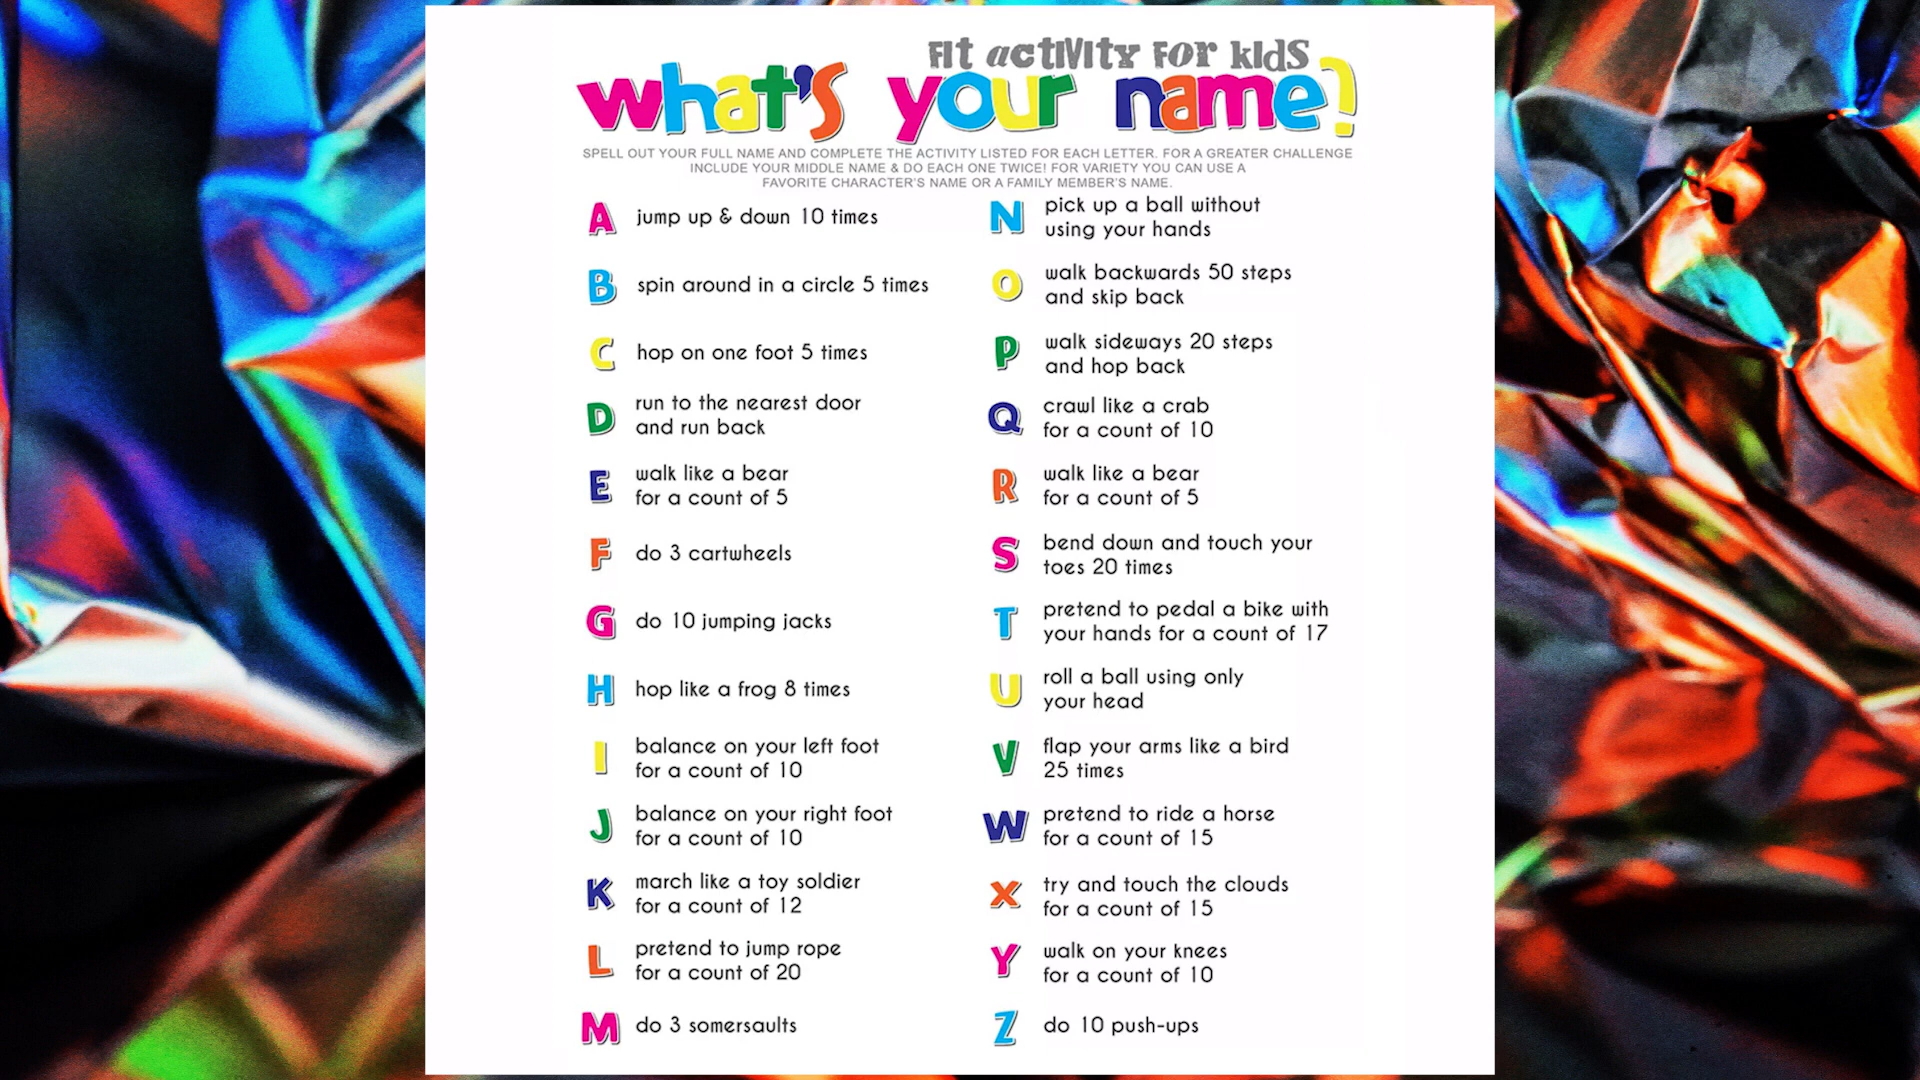 FIT ACTIVITY FOR KIDS
what's your name?
SPELL OUT YOUR FULL NAME AND COMPLETE THE ACTIVITY LISTED FOR EACH LETTER. FOR A GREATER CHALLENGE
INCLUDE YOUR MIDDLE NAME & DO EACH ONE TWICE! FOR VARIETY YOU CAN USE A
FAVORITE CHARACTER'S NAME OR A FAMILY MEMBER'S NAME.
A jump up & down 10 times
B spin around in a circle 5 times
C hop on one foot 5 times
D run to the nearest door
and run back
E walk like a bear
for a count of 5
F do 3 cartwheels
G do 10 jumping jacks
H hop like a frog 8 times
I balance on your left foot
for a count of 10
J balance on your right foot
for a count of 10
K march like a toy soldier
for a count of 12
L pretend to jump rope
for a count of 20
M do 3 somersaults
N pick up a ball without
using your hands
O walk backwards 50 steps
and skip back
P walk sideways 20 steps
and hop back
Q crawl like a crab
for a count of 10
R walk like a bear
for a count of 5
S bend down and touch your
toes 20 times
T pretend to pedal a bike with
your hands for a count of 17
U roll a ball using only
your head
V flap your arms like a bird
25 times
W pretend to ride a horse
for a count of 15
X try and touch the clouds
for a count of 15
Y walk on your knees
for a count of 10
Z do 10 push-ups